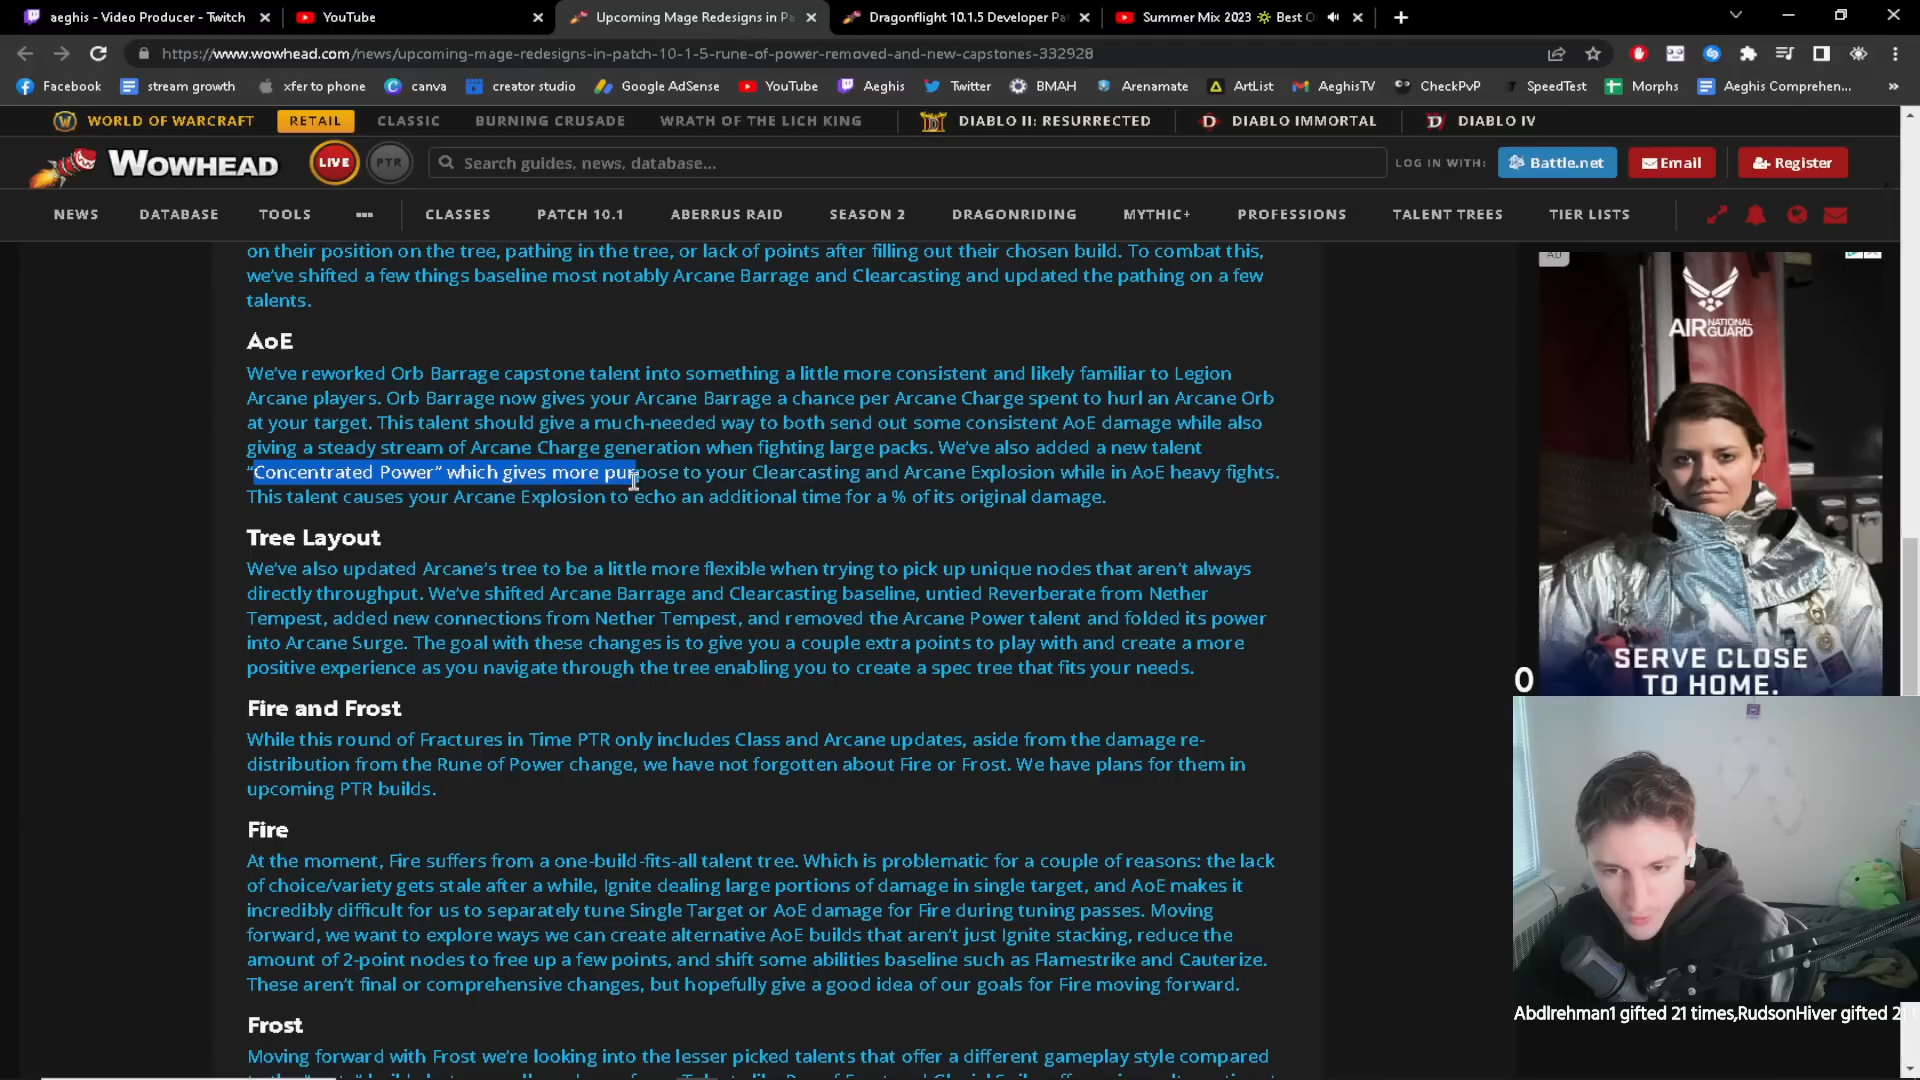 aeghis - Video Producer - Twitch
YouTube
Upcoming Mage Redesigns in Pa
Dragonflight 10.1.5 Developer Pa
Summer Mix 2023 🌞 Best O
https://www.wowhead.com/news/upcoming-mage-redesigns-in-patch-10-1-5-rune-of-power-removed-and-new-capstones-332928
Facebook
stream growth
xfer to phone
canva
creator studio
Google AdSense
YouTube
Aeghis
Twitter
BMAH
Arenamate
ArtList
AeghisTV
CheckPvP
SpeedTest
Morphs
Aeghis Comprehen...
WORLD OF WARCRAFT
RETAIL
CLASSIC
BURNING CRUSADE
WRATH OF THE LICH KING
DIABLO II: RESURRECTED
DIABLO IMMORTAL
DIABLO IV
WOWHEAD
LIVE
PTR
Search guides, news, database...
LOG IN WITH:
Battle.net
Email
Register
NEWS
DATABASE
TOOLS
CLASSES
PATCH 10.1
ABERRUS RAID
SEASON 2
DRAGONRIDING
MYTHIC+
PROFESSIONS
TALENT TREES
TIER LISTS
on their position on the tree, pathing in the tree, or lack of points after filling out their chosen build. To combat this,
we've shifted a few things baseline most notably Arcane Barrage and Clearcasting and updated the pathing on a few
talents.
AoE
We've reworked Orb Barrage capstone talent into something a little more consistent and likely familiar to Legion
Arcane players. Orb Barrage now gives your Arcane Barrage a chance per Arcane Charge spent to hurl an Arcane Orb
at your target. This talent should give a much-needed way to both send out some consistent AoE damage while also
giving a steady stream of Arcane Charge generation when fighting large packs. We've also added a new talent
"Concentrated Power" which gives more purpose to your Clearcasting and Arcane Explosion while in AoE heavy fights.
This talent causes your Arcane Explosion to echo an additional time for a % of its original damage.
Tree Layout
We've also updated Arcane's tree to be a little more flexible when trying to pick up unique nodes that aren't always
directly throughput. We've shifted Arcane Barrage and Clearcasting baseline, untied Reverberate from Nether
Tempest, added new connections from Nether Tempest, and removed the Arcane Power talent and folded its power
into Arcane Surge. The goal with these changes is to give you a couple extra points to play with and create a more
positive experience as you navigate through the tree enabling you to create a spec tree that fits your needs.
Fire and Frost
While this round of Fractures in Time PTR only includes Class and Arcane updates, aside from the damage re-
distribution from the Rune of Power change, we have not forgotten about Fire or Frost. We have plans for them in
upcoming PTR builds.
Fire
At the moment, Fire suffers from a one-build-fits-all talent tree. Which is problematic for a couple of reasons: the lack
of choice/variety gets stale after a while, Ignite dealing large portions of damage in single target, and AoE makes it
incredibly difficult for us to separately tune Single Target or AoE damage for Fire during tuning passes. Moving
forward, we want to explore ways we can create alternative AoE builds that aren't just Ignite stacking, reduce the
amount of 2-point nodes to free up a few points, and shift some abilities baseline such as Flamestrike and Cauterize.
These aren't final or comprehensive changes, but hopefully give a good idea of our goals for Fire moving forward.
Frost
Moving forward with Frost we're looking into the lesser picked talents that offer a different gameplay style compared
AD
AIR NATIONAL
GUARD
SERVE CLOSE
TO HOME.
0
Abdlrehman1 gifted 21 times,RudsonHiver gifted 21 t